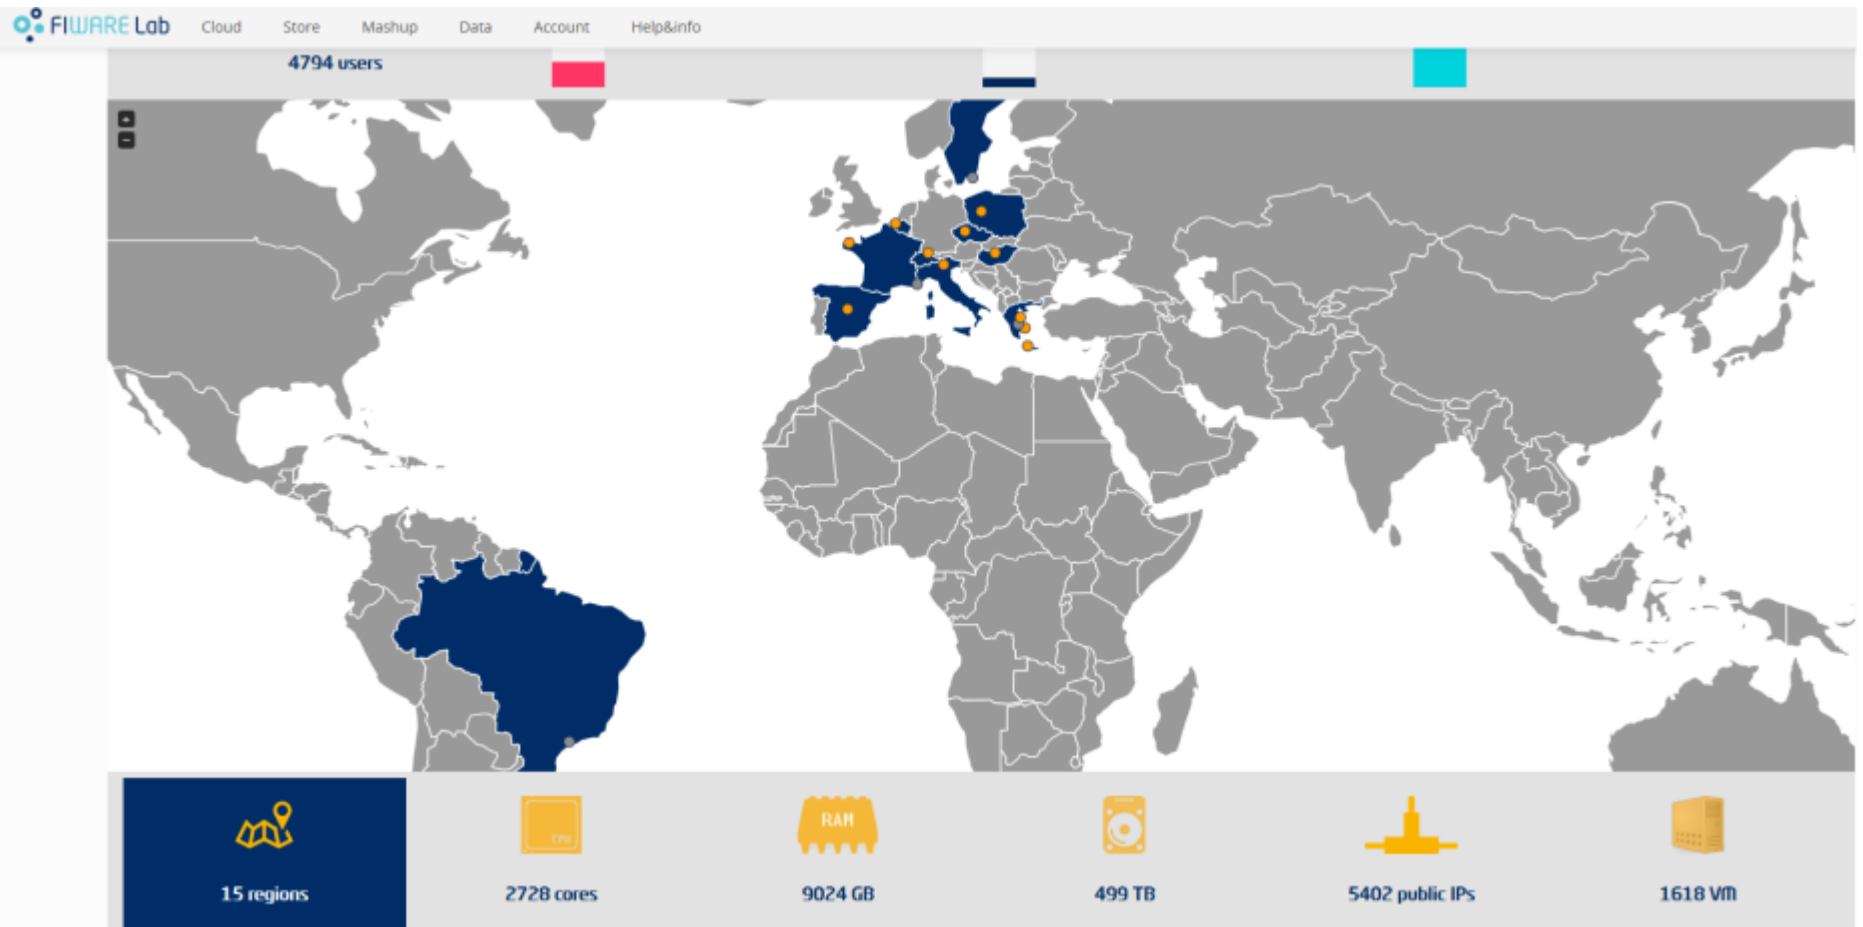 FIWARE Lab Cloud Store Mashup Data Account Help&info
4794 users
+
-
CPU
RAM
15 regions 2728 cores 9024 GB 499 TB 5402 public IPs 1618 VM